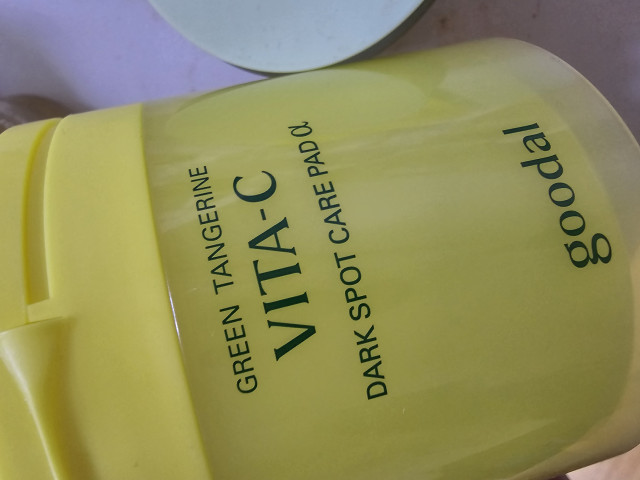 GREEN TANGERINE
VITA-C
DARK SPOT CARE PAD α
goodal